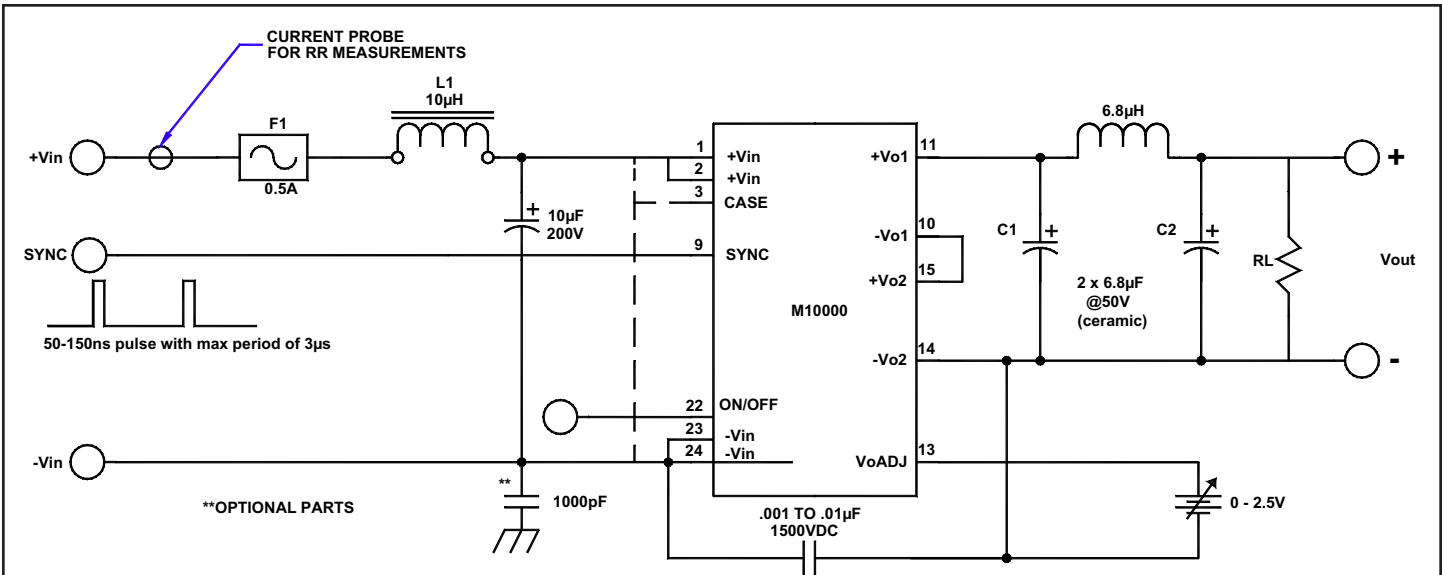 CURRENT PROBE
FOR RR MEASUREMENTS
L1
10µH
F1
0.5A
+Vin
SYNC
50-150ns pulse with max period of 3µs
-Vin
**OPTIONAL PARTS
+
10µF
200V
**
1000pF
1
+Vin
2
+Vin
3
CASE
9
SYNC
M10000
22
ON/OFF
23
-Vin
24
-Vin
+Vo1
11
-Vo1
10
+Vo2
15
-Vo2
14
VoADJ
13
6.8µH
C1
+
C2
+
2 x 6.8µF
@50V
(ceramic)
RL
Vout
+
-
0 - 2.5V
.001 TO .01µF
1500VDC